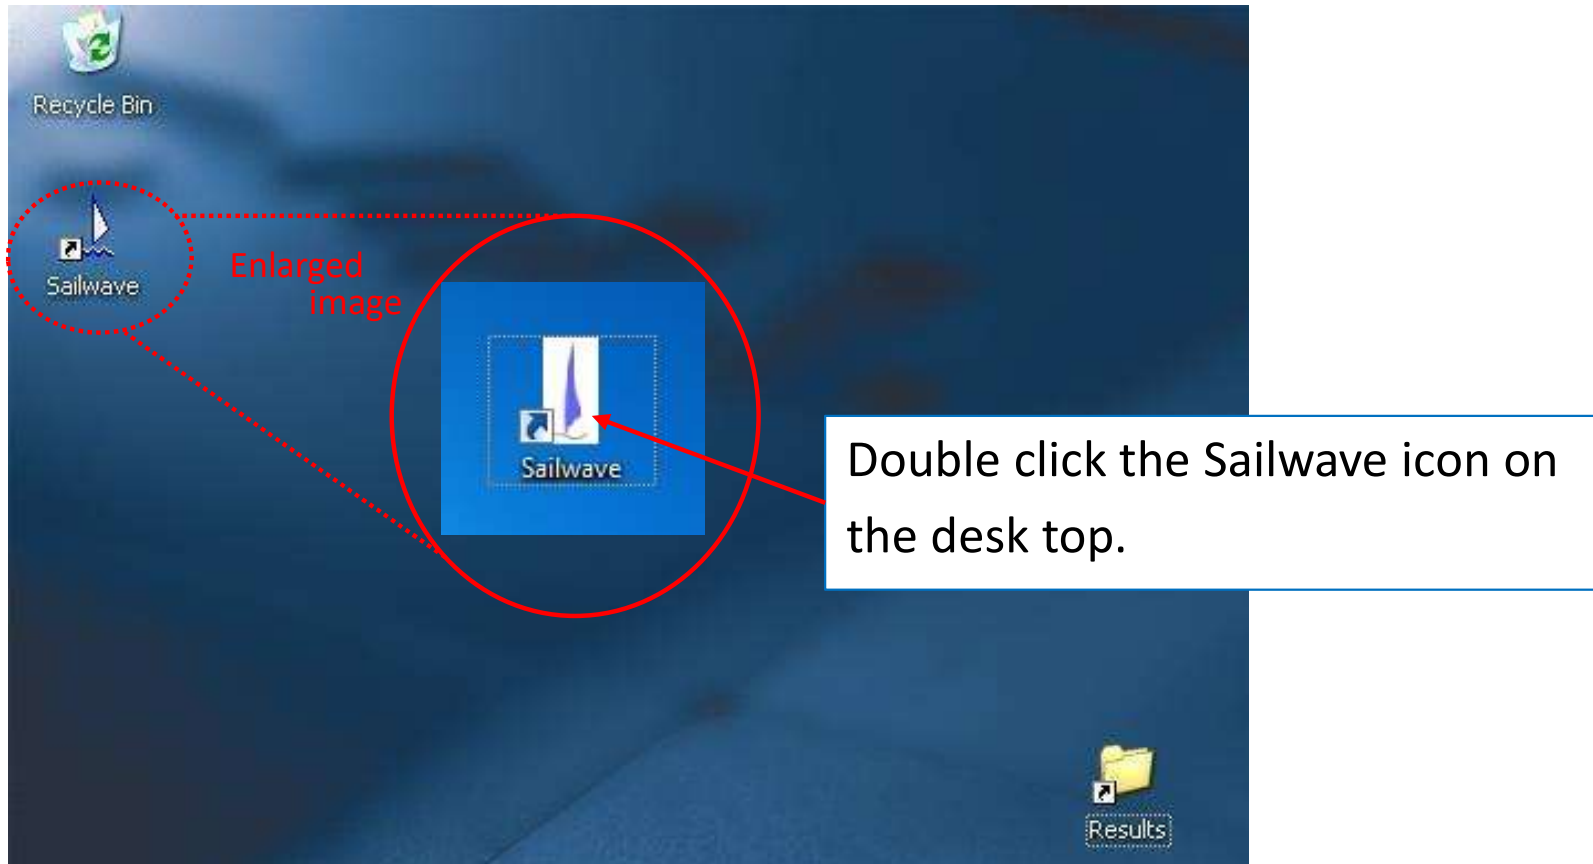 Recycle Bin
Sailwave
Enlarged
image
Sailwave
Double click the Sailwave icon on
the desk top.
Results